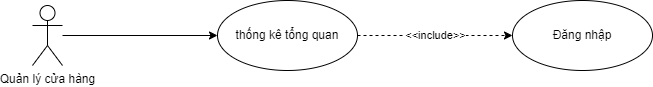 thống kê tổng quan
<<include>>
Đăng nhập
Quản lý cửa hàng